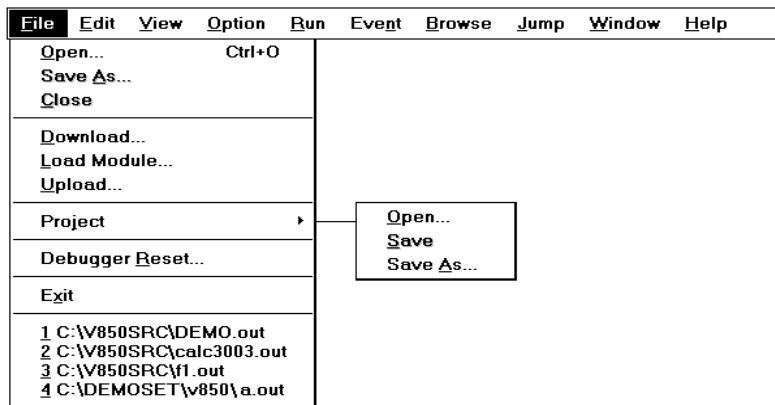 File Edit View Option Run Event Browse Jump Window Help
Open... Ctrl+O
Save As...
Close
Download...
Load Module...
Upload...
Project
Open...
Save
Save As...
Debugger Reset...
Exit
1 C:\V850SRC\DEMO.out
2 C:\V850SRC\calc3003.out
3 C:\V850SRC\f1.out
4 C:\DEMOSET\v850\a.out